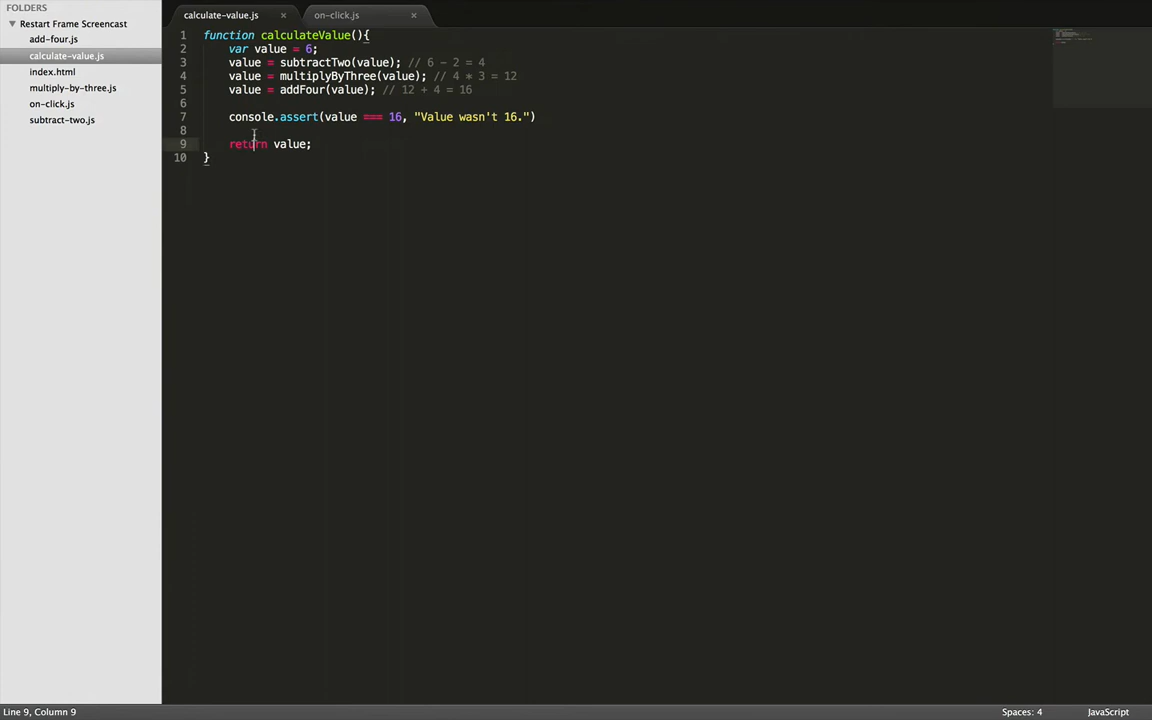 FOLDERS
Restart Frame Screencast
add-four.js
calculate-value.js
index.html
multiply-by-three.js
on-click.js
subtract-two.js
calculate-value.js × on-click.js ×
1 function calculateValue(){
2 var value = 6;
3 value = subtractTwo(value); // 6 - 2 = 4
4 value = multiplyByThree(value); // 4 * 3 = 12
5 value = addFour(value); // 12 + 4 = 16
6
7 console.assert(value === 16, "Value wasn't 16.")
8
9 return value;
10 }
Line 9, Column 9 Spaces: 4 JavaScript